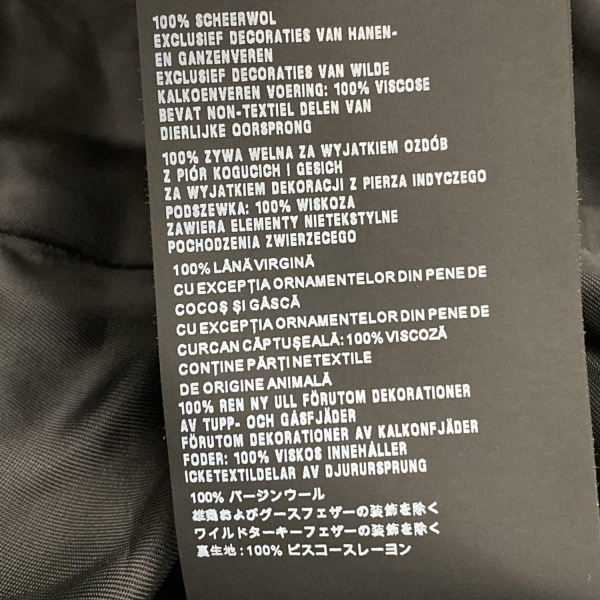 100% SCHEERWOL
EXCLUSIEF DECORATIES VAN HANEN-
EN GANZENVEREN
EXCLUSIEF DECORATIES VAN WILDE
KALKOENVEREN VOERING: 100% VISCOSE
BEVAT NON-TEXTIEL DELEN VAN
DIERLIJKE OORSPRONG
100% ZYWA WELNA ZA WYJATKIEM OZDÓB
Z PIÓR KOGUCICH I GESICH
ZA WYJATKIEM DEKORACJI Z PIERZA INDYCZEGO
PODSZEWKA: 100% WISKOZA
ZAWIERA ELEMENTY NIETEKSTYLNE
POCHODZENIA ZWIERZECEGO
100% LÂNĂ VIRGINĂ
CU EXCEPȚIA ORNAMENTELOR DIN PENE DE
COCOȘ ȘI GÂSCĂ
CU EXCEPȚIA ORNAMENTELOR DIN PENE DE
CURCAN CĂPTUȘEALĂ: 100% VISCOZĂ
CONȚINE PĂRȚI NETEXTILE
DE ORIGINE ANIMALĂ
100% REN NY ULL FÖRUTOM DEKORATIONER
AV TUPP- OCH GÅSFJÄDER
FÖRUTOM DEKORATIONER AV KALKONFJÄDER
FODER: 100% VISKOS INNEHÅLLER
ICKETEXTILDELAR AV DJURURSPRUNG
100% バージンウール
雄鶏およびグースフェザーの装飾を除く
ワイルドターキーフェザーの装飾を除く
裏生地:100% ビスコースレーヨン